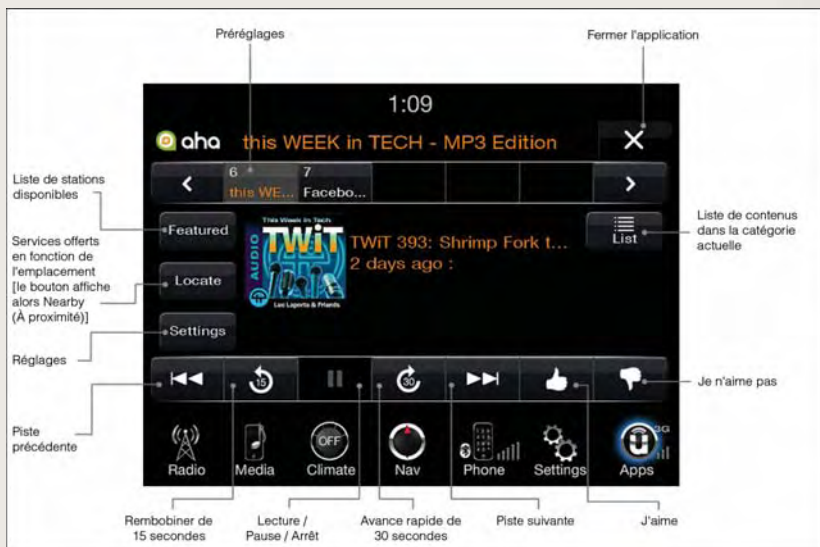 Préréglages
Fermer l'application
1:09
aha
this WEEK in TECH - MP3 Edition
6
7
this WE...
Facebo...
Liste de stations
disponibles
Featured
This Week in Tech
TWiT
AUDIO
Leo Laporte & Friends
TWiT 393: Shrimp Fork t...
2 days ago :
List
Liste de contenus
dans la catégorie
actuelle
Services offerts
en fonction de
l'emplacement
[le bouton affiche
alors Nearby
(À proximité)]
Locate
Settings
Réglages
15
30
Je n'aime pas
Piste
précédente
OFF
3G
Radio
Media
Climate
Nav
Phone
Settings
Apps
Rembobiner de
15 secondes
Lecture /
Pause / Arrêt
Avance rapide de
30 secondes
Piste suivante
J'aime